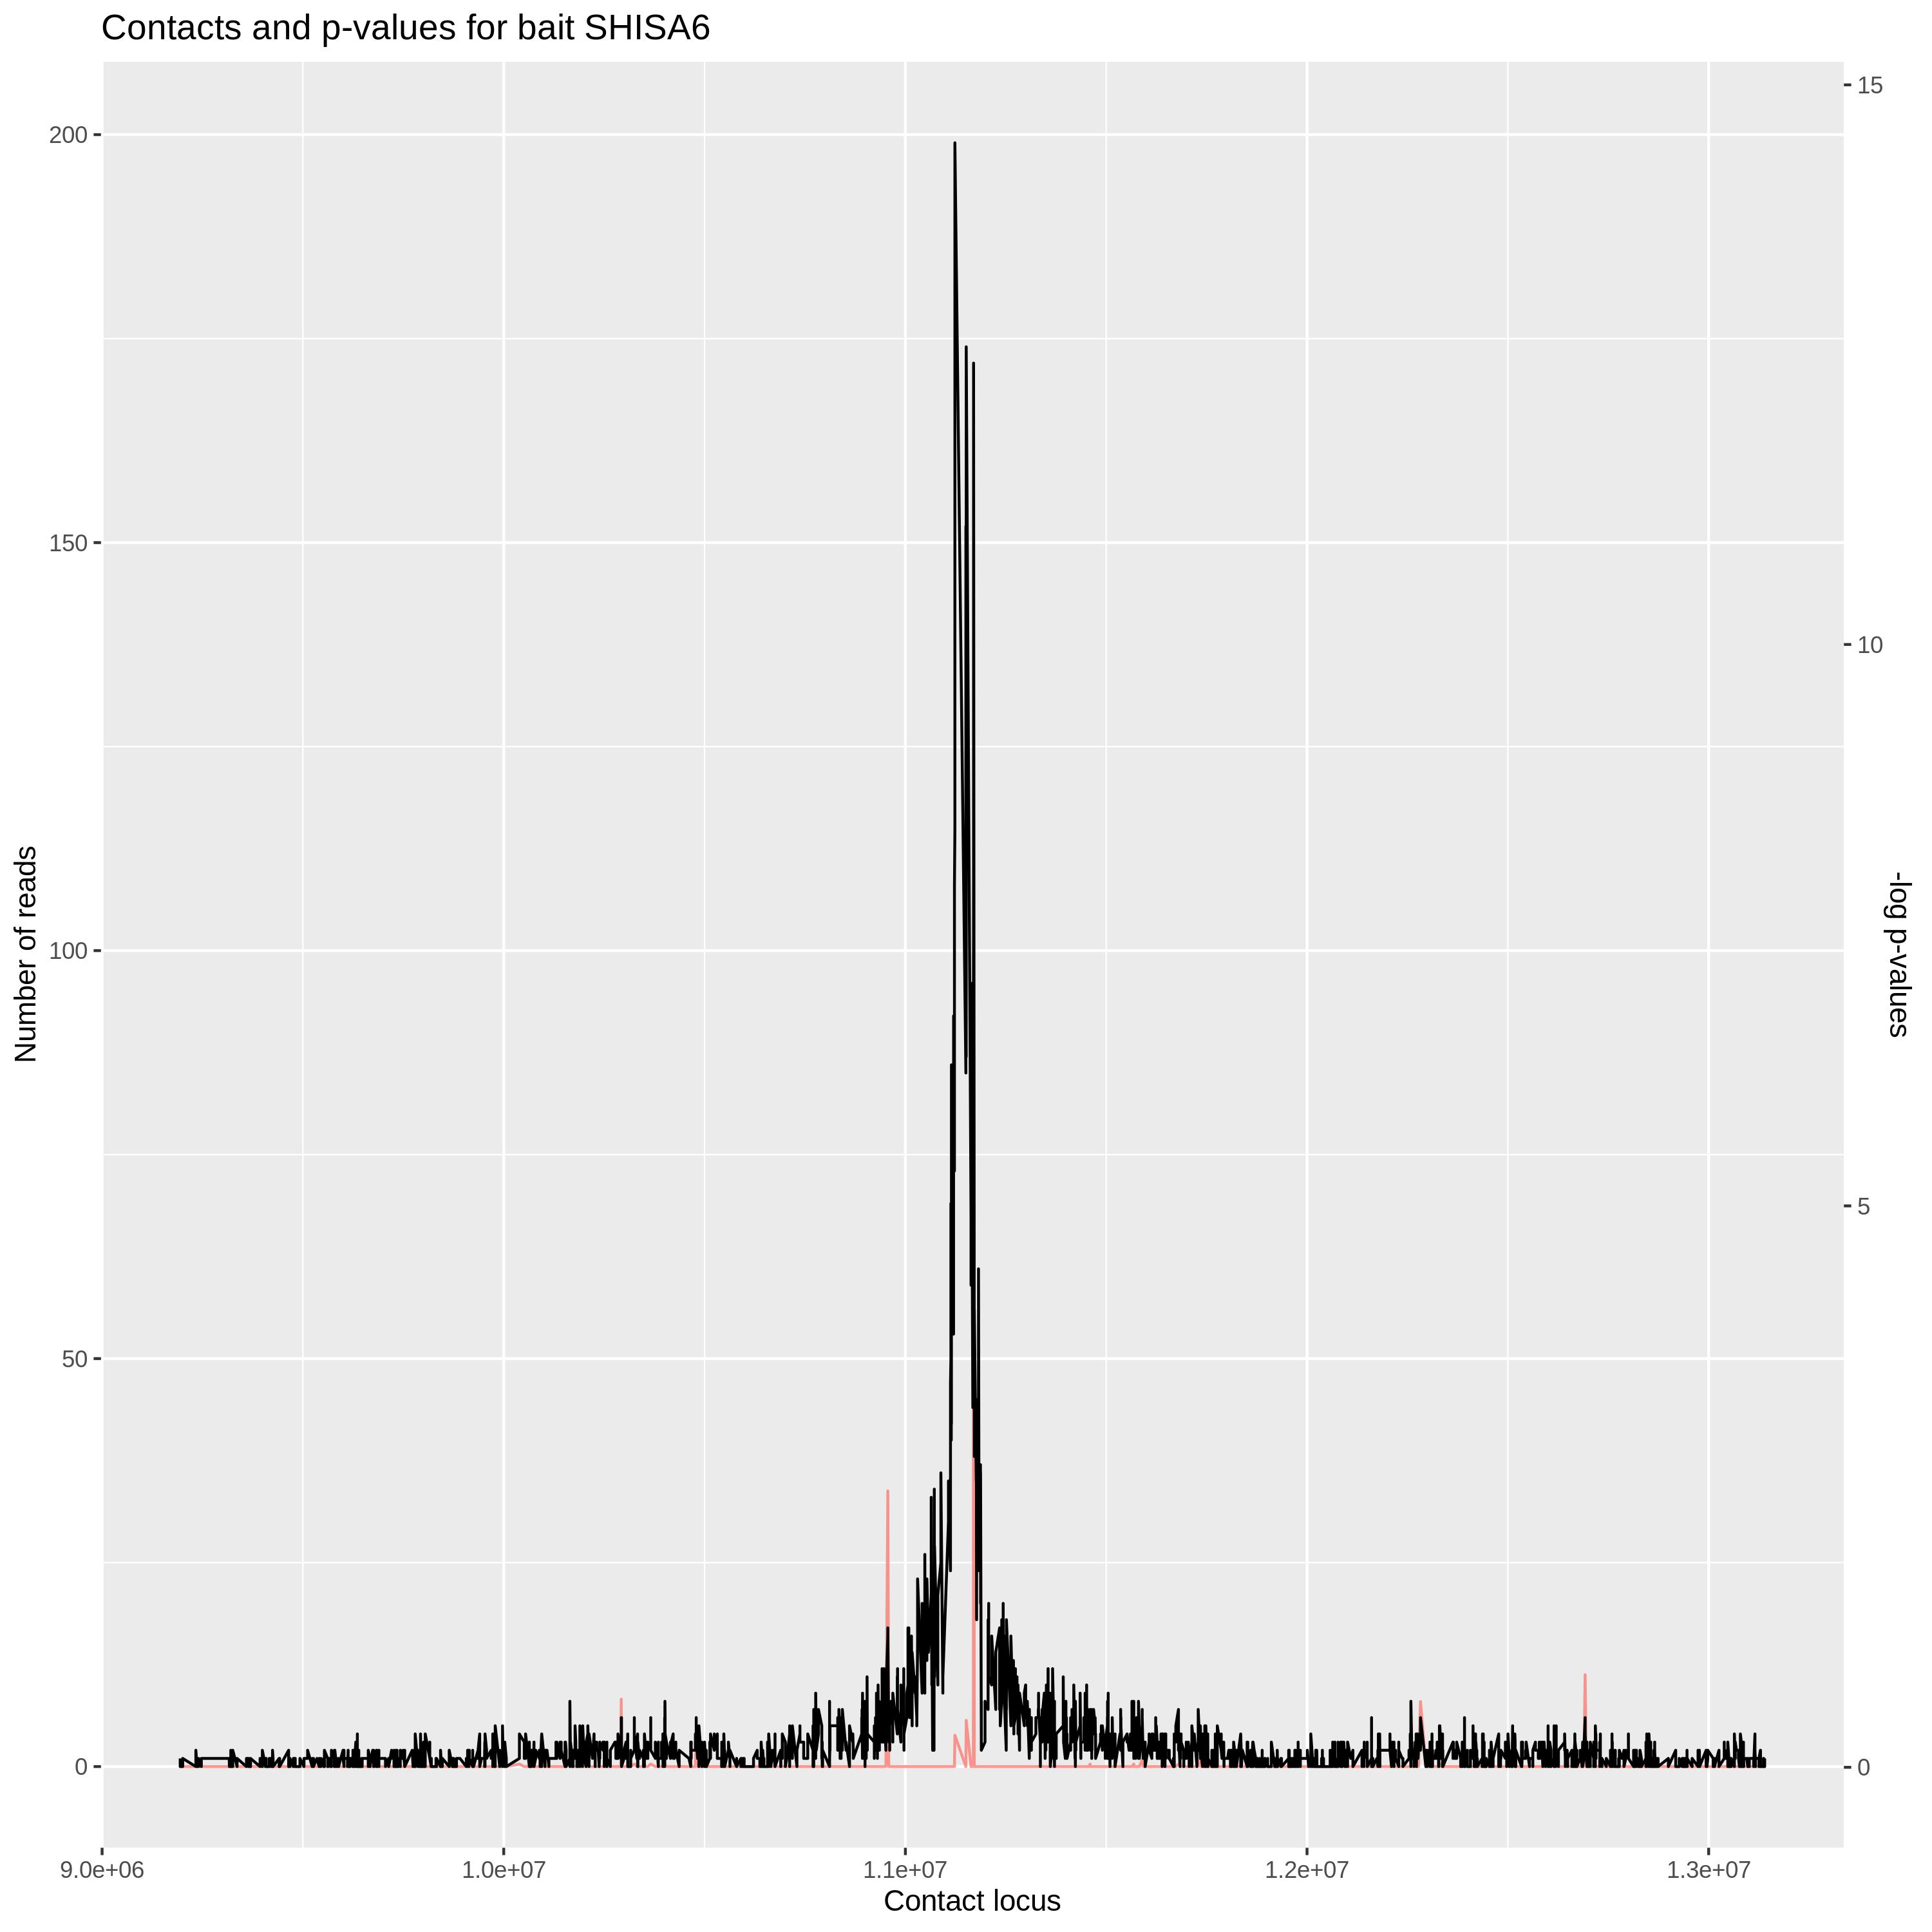 Contacts and p-values for bait SHISA6
200
150
100
50
0
Number of reads
15
10
5
0
-log p-values
9.0e+06
1.0e+07
1.1e+07
1.2e+07
1.3e+07
Contact locus